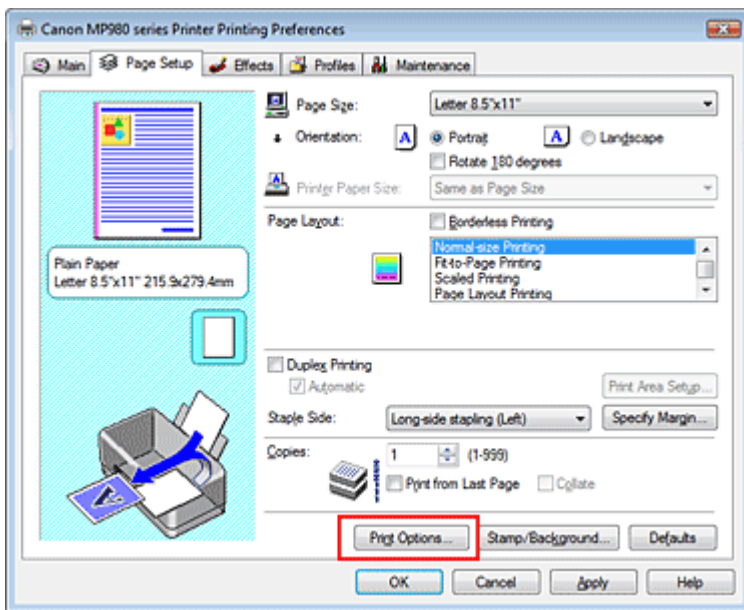 Canon MP980 series Printer Printing Preferences
Main Page Setup Effects Profiles Maintenance
Page Size: Letter 8.5"x11"
Orientation: A Portrait A Landscape
Rotate 180 degrees
Printer Paper Size: Same as Page Size
Page Layout: Borderless Printing
Normal-size Printing
Fit-to-Page Printing
Scaled Printing
Page Layout Printing
Plain Paper
Letter 8.5"x11" 215.9x279.4mm
Duplex Printing
Automatic Print Area Setup...
Staple Side: Long-side stapling (Left) Specify Margin...
Copies: 1 (1-999)
Print from Last Page Collate
A
Print Options... Stamp/Background... Defaults
OK Cancel Apply Help